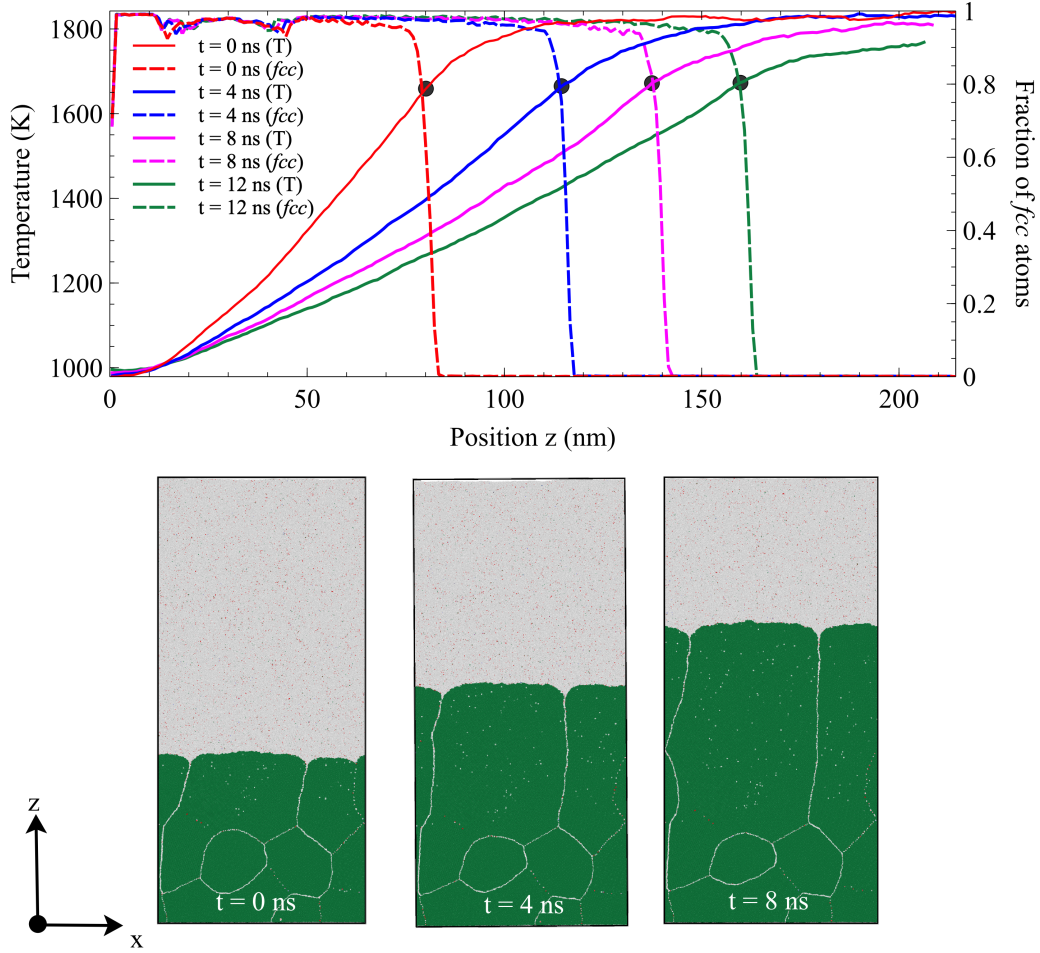 1800
1600
1400
1200
1000
Temperature (K)
t = 0 ns (T)
t = 0 ns (fcc)
t = 4 ns (T)
t = 4 ns (fcc)
t = 8 ns (T)
t = 8 ns (fcc)
t = 12 ns (T)
t = 12 ns (fcc)
1
0.8
0.6
0.4
0.2
0
Fraction of fcc atoms
0 50 100 150 200
Position z (nm)
z
x
t = 0 ns
t = 4 ns
t = 8 ns